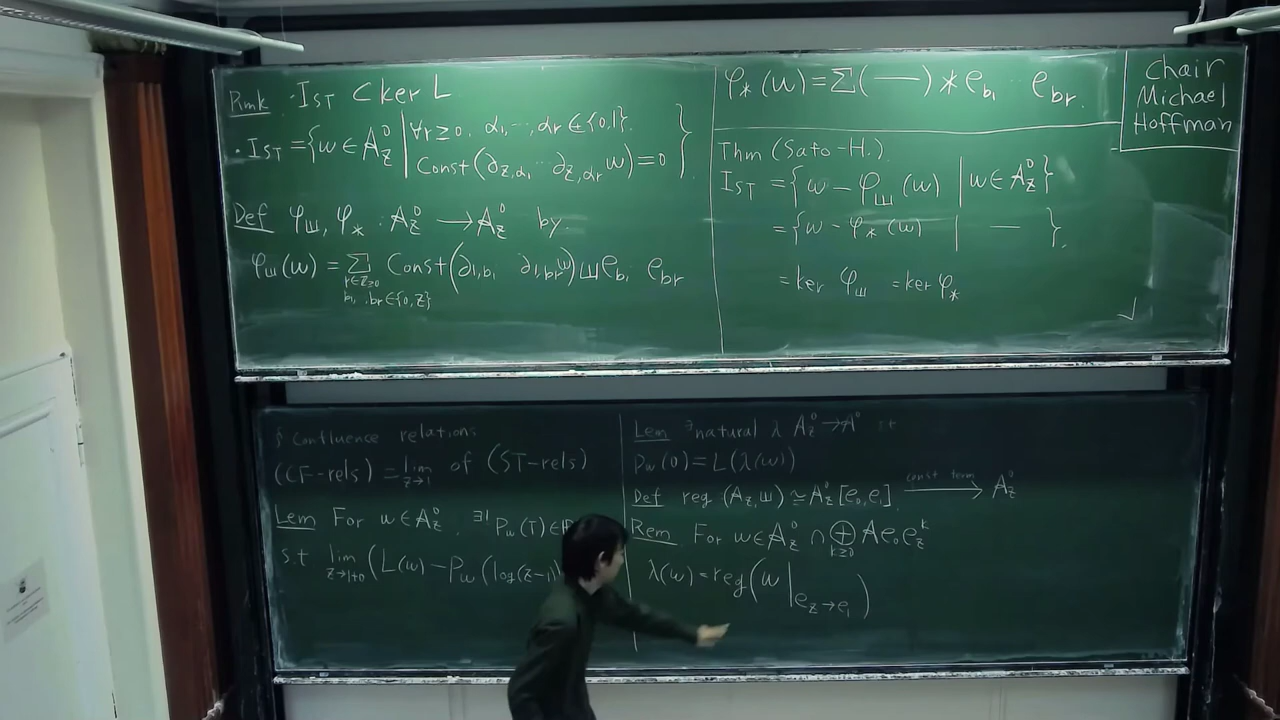 Rmk · I_ST ⊂ ker L
· I_ST = {w ∈ A_z^0 | ∀r ≥ 0, α_1, ..., α_r ∈ {0,1}.
Const(∂_{z,α_1} ... ∂_{z,α_r} w) = 0 }
Def φ_ш, φ_* : A_z^0 → A_z^0 by
φ_ш(w) = Σ Const(∂_{1,b_1} ∂_{1,b_r} w) ш e_{b_1} e_{b_r}
r∈Z≥0
b_1 .. b_r ∈ {0,z}
φ_*(w) = Σ( — ) * e_{b_1} ... e_{b_r}.
Thm (Sato-H.)
I_ST = {w − φ_ш(w) | w ∈ A_z^0}
= {w − φ_*(w) | — }.
= ker φ_ш = ker φ_*
Chair
Michael
Hoffman
§ Confluence relations
(CF-rels) = lim_{z→1} of (ST-rels)
Lem For w ∈ A_z^0, ∃1 P_w(T) ∈
s.t lim_{z→1+0} (L(w) − P_w(log(z−1)
Lem ∃natural λ A_z^0 → A^0 s.t
P_w(0) = L(λ(w))
Def reg (A_z, ш) ≃ A_z^0[e_0, e_1] —const term→ A_z^0
Rem For w ∈ A_z^0 ∩ ⊕_{k≥0} A e_0 e_z^k
λ(w) = reg(w |_{e_z→e_1})